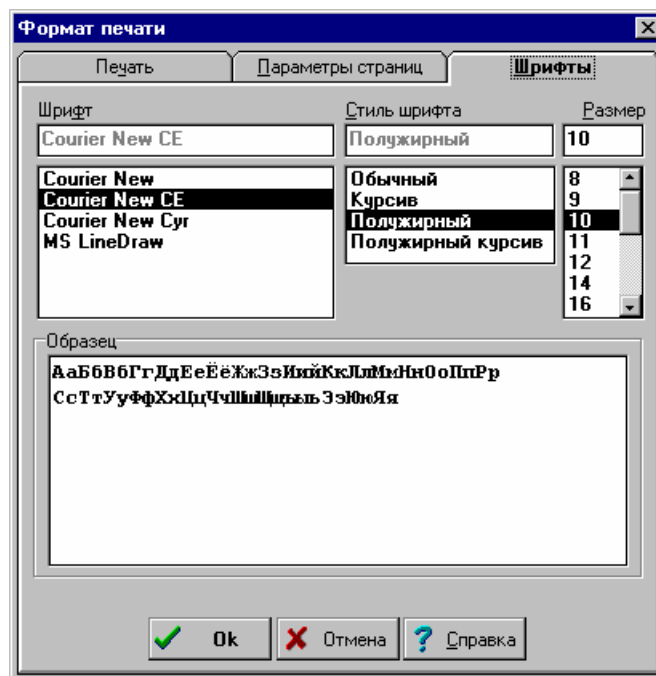 Формат печати
Печать
Параметры страниц
Шрифты
Шрифт
Стиль шрифта
Размер
Courier New CE
Полужирный
10
Courier New
Courier New CE
Courier New Cyr
MS LineDraw
Обычный
Курсив
Полужирный
Полужирный курсив
8
9
10
11
12
14
16
Образец
АаБбВбГгДдЕеЁёЖжЗзИиЙйКкЛлМмНнОоПпРр
СсТтУуФфХхЦцЧчШшЩщыьЭэЮюЯя
Ok
Отмена
? Справка